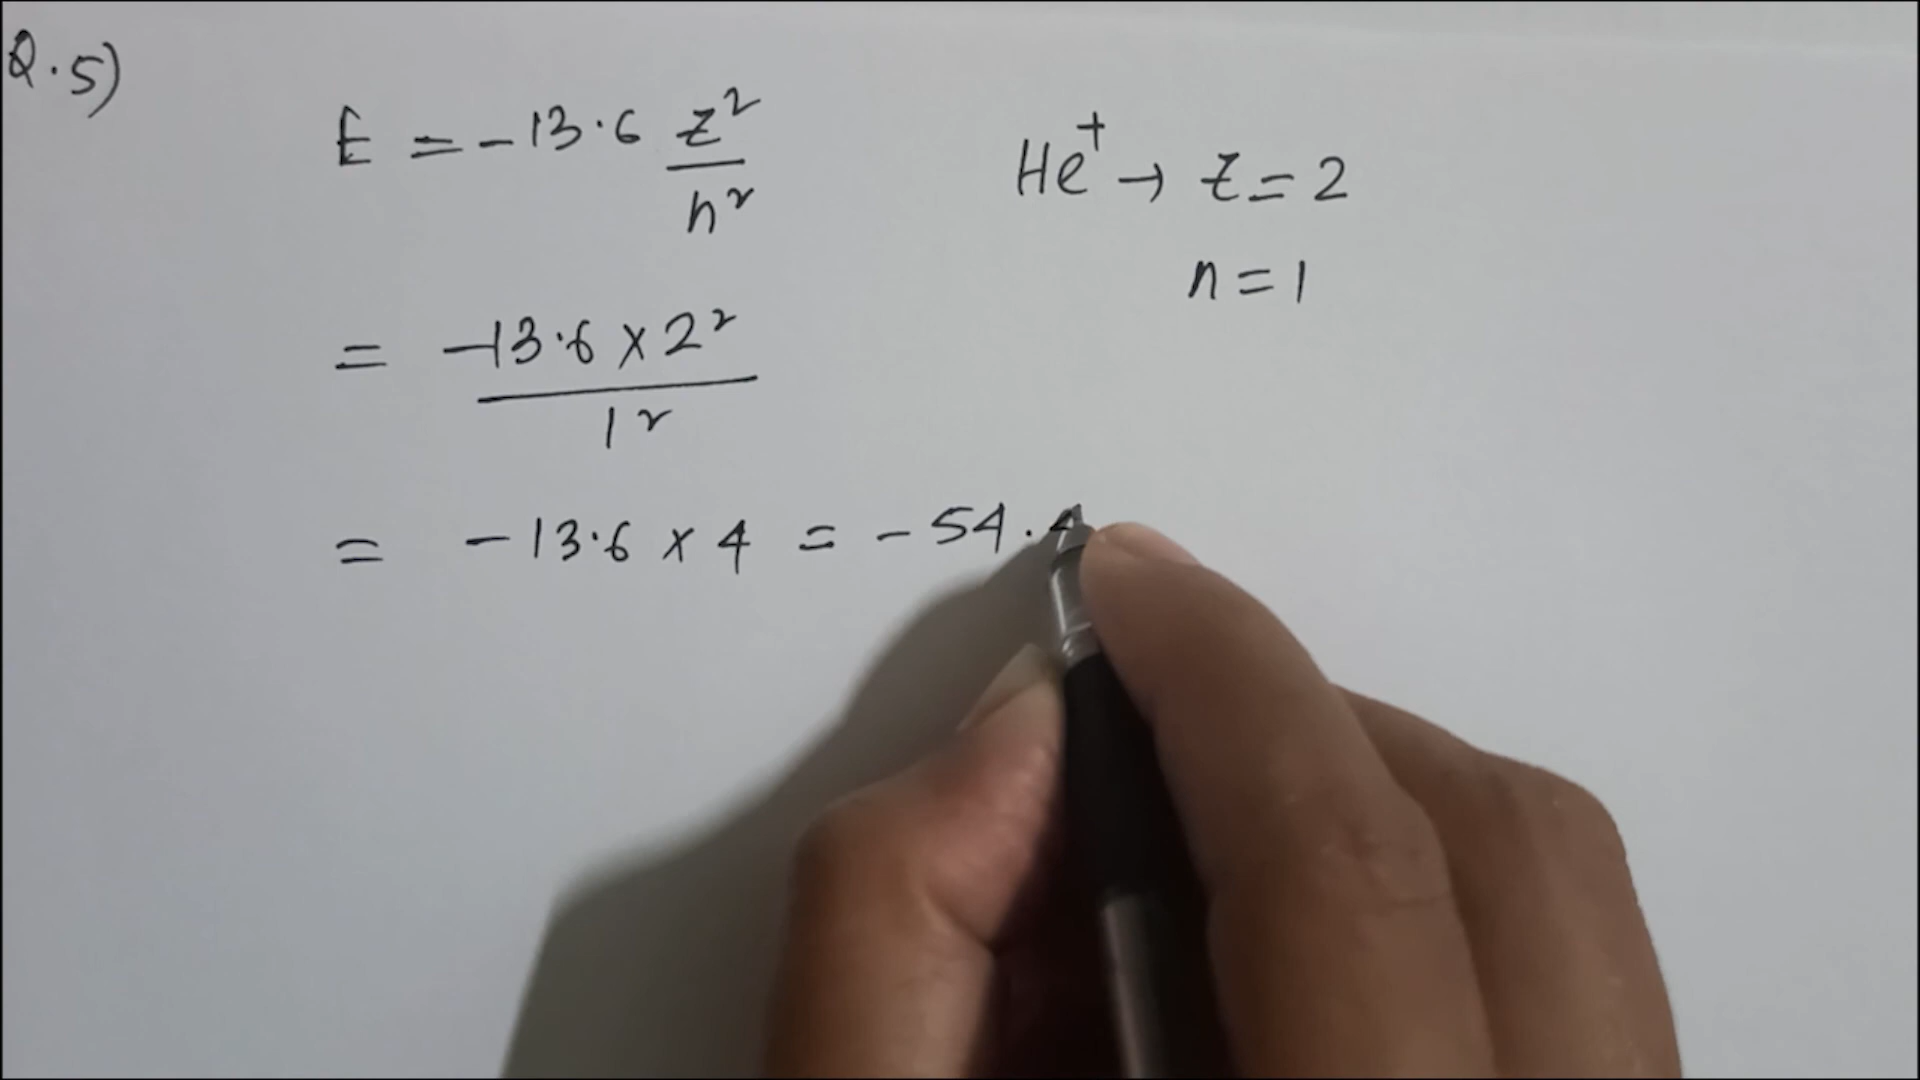 Q.5)
E = -13.6 z²/n²
He⁺ → z = 2
n = 1
= -13.6 × 2²/1²
= -13.6 × 4 = -54.4